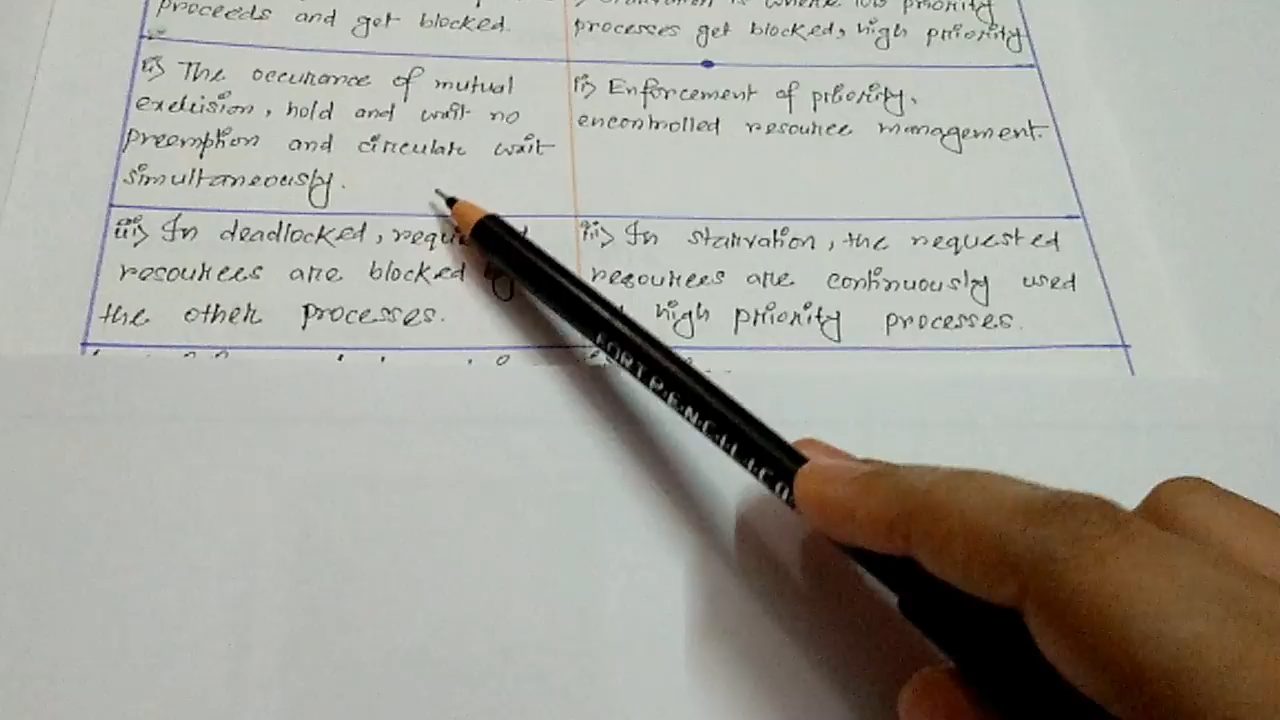 proceeds and get blocked.
processes get blocked, high priority
ii) The occurance of mutual
exclusion, hold and wait no
preemption and circular wait
simultaneously.
ii) Enforcement of priority,
encontrolled resource management.
iii) In deadlocked,
resources are blocked
the other processes.
iii) In starvation, the requested
resources are continuously used
high priority processes.